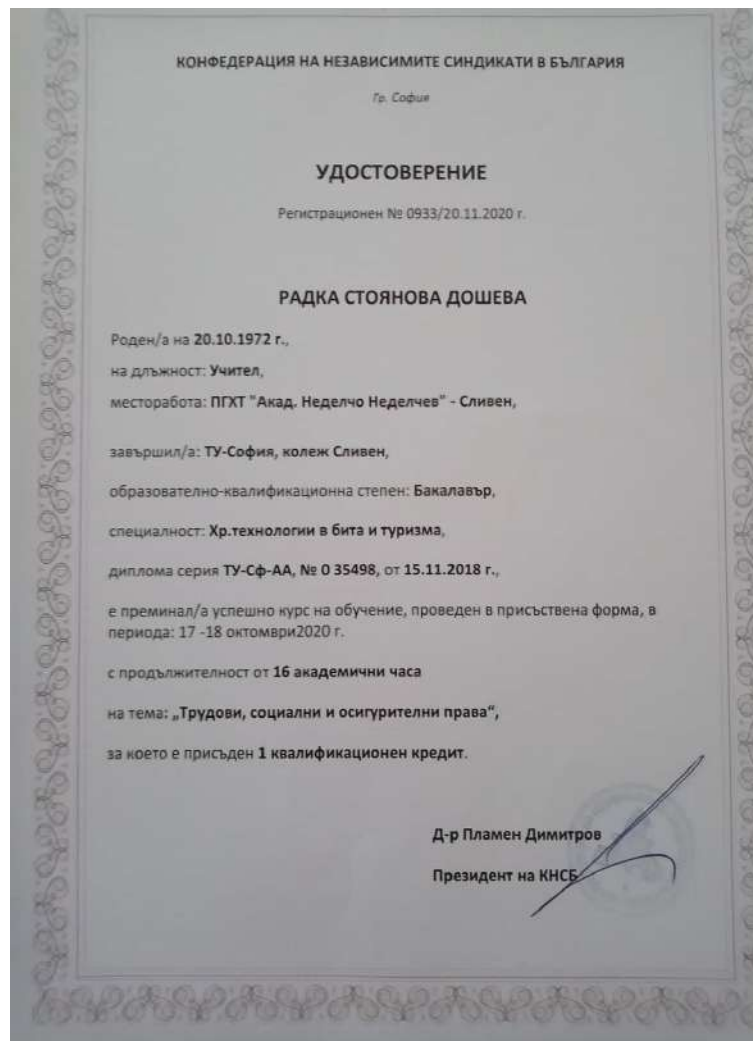 КОНФЕДЕРАЦИЯ НА НЕЗАВИСИМИТЕ СИНДИКАТИ В БЪЛГАРИЯ
Гр. София
УДОСТОВЕРЕНИЕ
Регистрационен № 0933/20.11.2020 г.
РАДКА СТОЯНОВА ДОШЕВА
Роден/а на 20.10.1972 г.,
на длъжност: Учител,
месторабота: ПГХТ "Акад. Неделчо Неделчев" - Сливен,
завършил/а: ТУ-София, колеж Сливен,
образователно-квалификационна степен: Бакалавър,
специалност: Хр.технологии в бита и туризма,
диплома серия ТУ-Сф-АА, № 0 35498, от 15.11.2018 г.,
е преминал/а успешно курс на обучение, проведен в присъствена форма, в
периода: 17 -18 октомври2020 г.
с продължителност от 16 академични часа
на тема: „Трудови, социални и осигурителни права“,
за което е присъден 1 квалификационен кредит.
Д-р Пламен Димитров
Президент на КНСБ